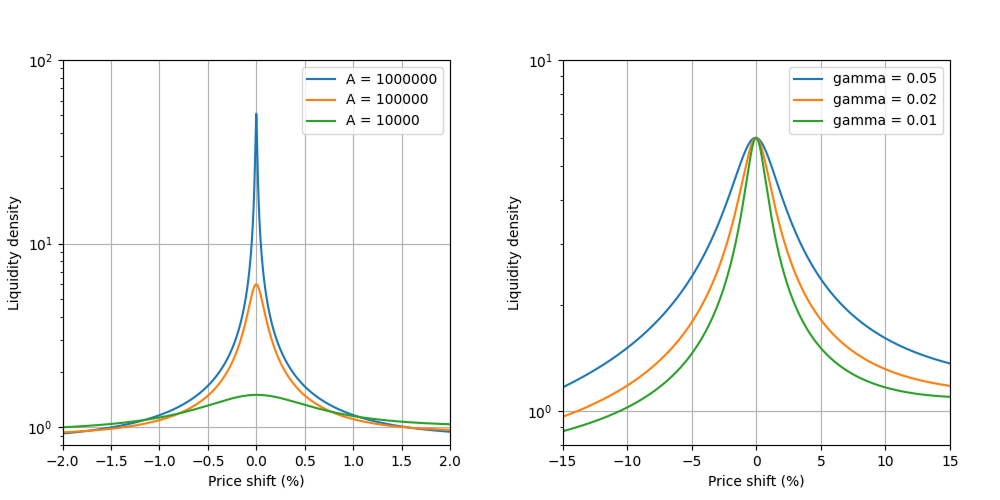 10²
10¹
10⁰
Liquidity density
−2.0 −1.5 −1.0 −0.5 0.0 0.5 1.0 1.5 2.0
Price shift (%)
A = 1000000
A = 100000
A = 10000
10¹
10⁰
Liquidity density
−15 −10 −5 0 5 10 15
Price shift (%)
gamma = 0.05
gamma = 0.02
gamma = 0.01